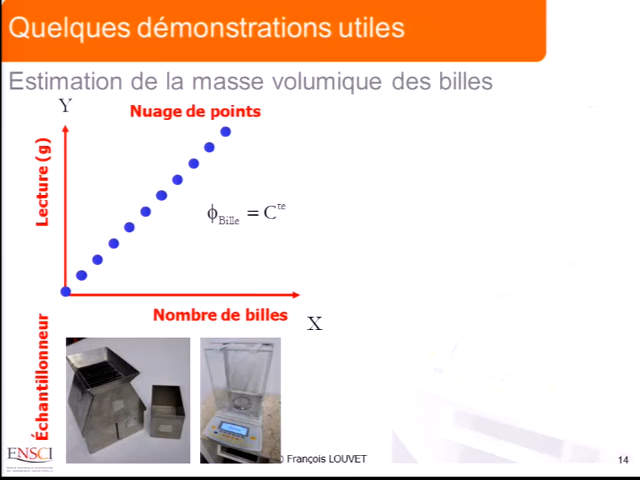 Quelques démonstrations utiles
Estimation de la masse volumique des billes
Y
Nuage de points
Lecture (g)
ϕBille = Cte
Nombre de billes
X
Échantillonneur
ENSCI
François LOUVET
14